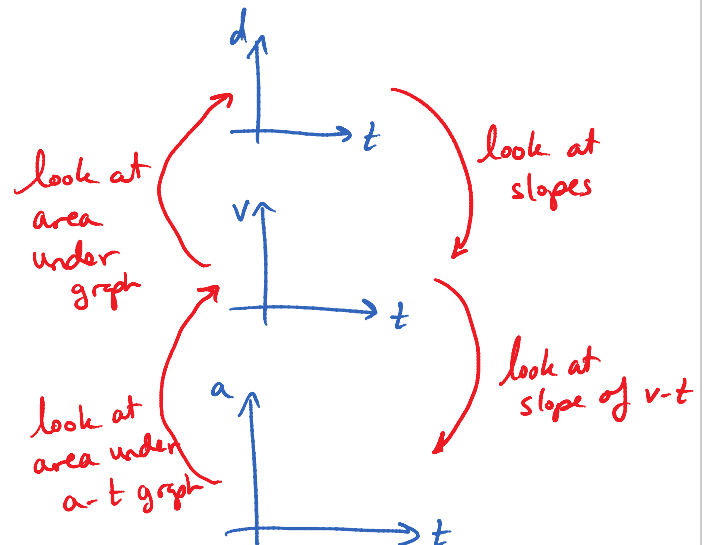 d
t
look at
slopes
look at
area
under
graph
v
t
look at
slope of v-t
a
t
look at
area under
a-t graph